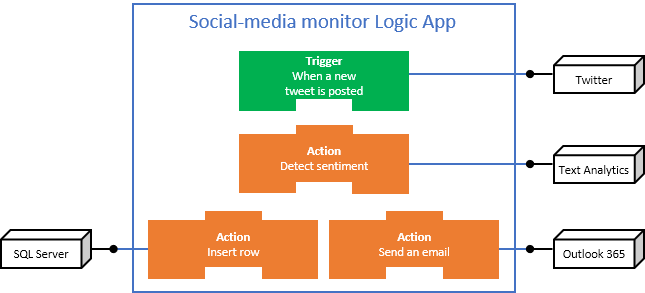 Social-media monitor Logic App
Trigger
When a new
tweet is posted
Twitter
Action
Detect sentiment
Text Analytics
SQL Server
Action
Insert row
Action
Send an email
Outlook 365